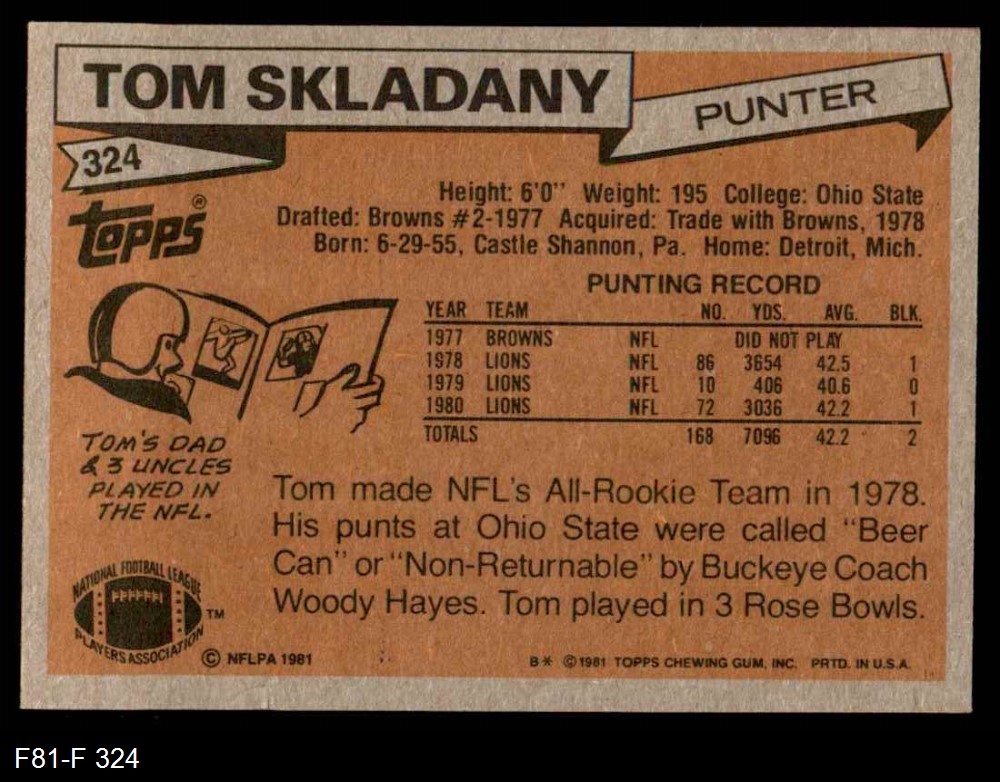 TOM SKLADANY
PUNTER
324
Topps®
Height: 6'0" Weight: 195 College: Ohio State
Drafted: Browns #2-1977 Acquired: Trade with Browns, 1978
Born: 6-29-55, Castle Shannon, Pa. Home: Detroit, Mich.
PUNTING RECORD
YEAR TEAM NO. YDS. AVG. BLK.
1977 BROWNS NFL DID NOT PLAY
1978 LIONS NFL 86 3654 42.5 1
1979 LIONS NFL 10 406 40.6 0
1980 LIONS NFL 72 3036 42.2 1
TOTALS 168 7096 42.2 2
TOM'S DAD
& 3 UNCLES
PLAYED IN
THE NFL.
Tom made NFL's All-Rookie Team in 1978.
His punts at Ohio State were called "Beer
Can" or "Non-Returnable" by Buckeye Coach
Woody Hayes. Tom played in 3 Rose Bowls.
NATIONAL FOOTBALL LEAGUE
PLAYERS ASSOCIATION
TM
© NFLPA 1981
B* © 1981 TOPPS CHEWING GUM, INC. PRTD. IN U.S.A.
F81-F 324